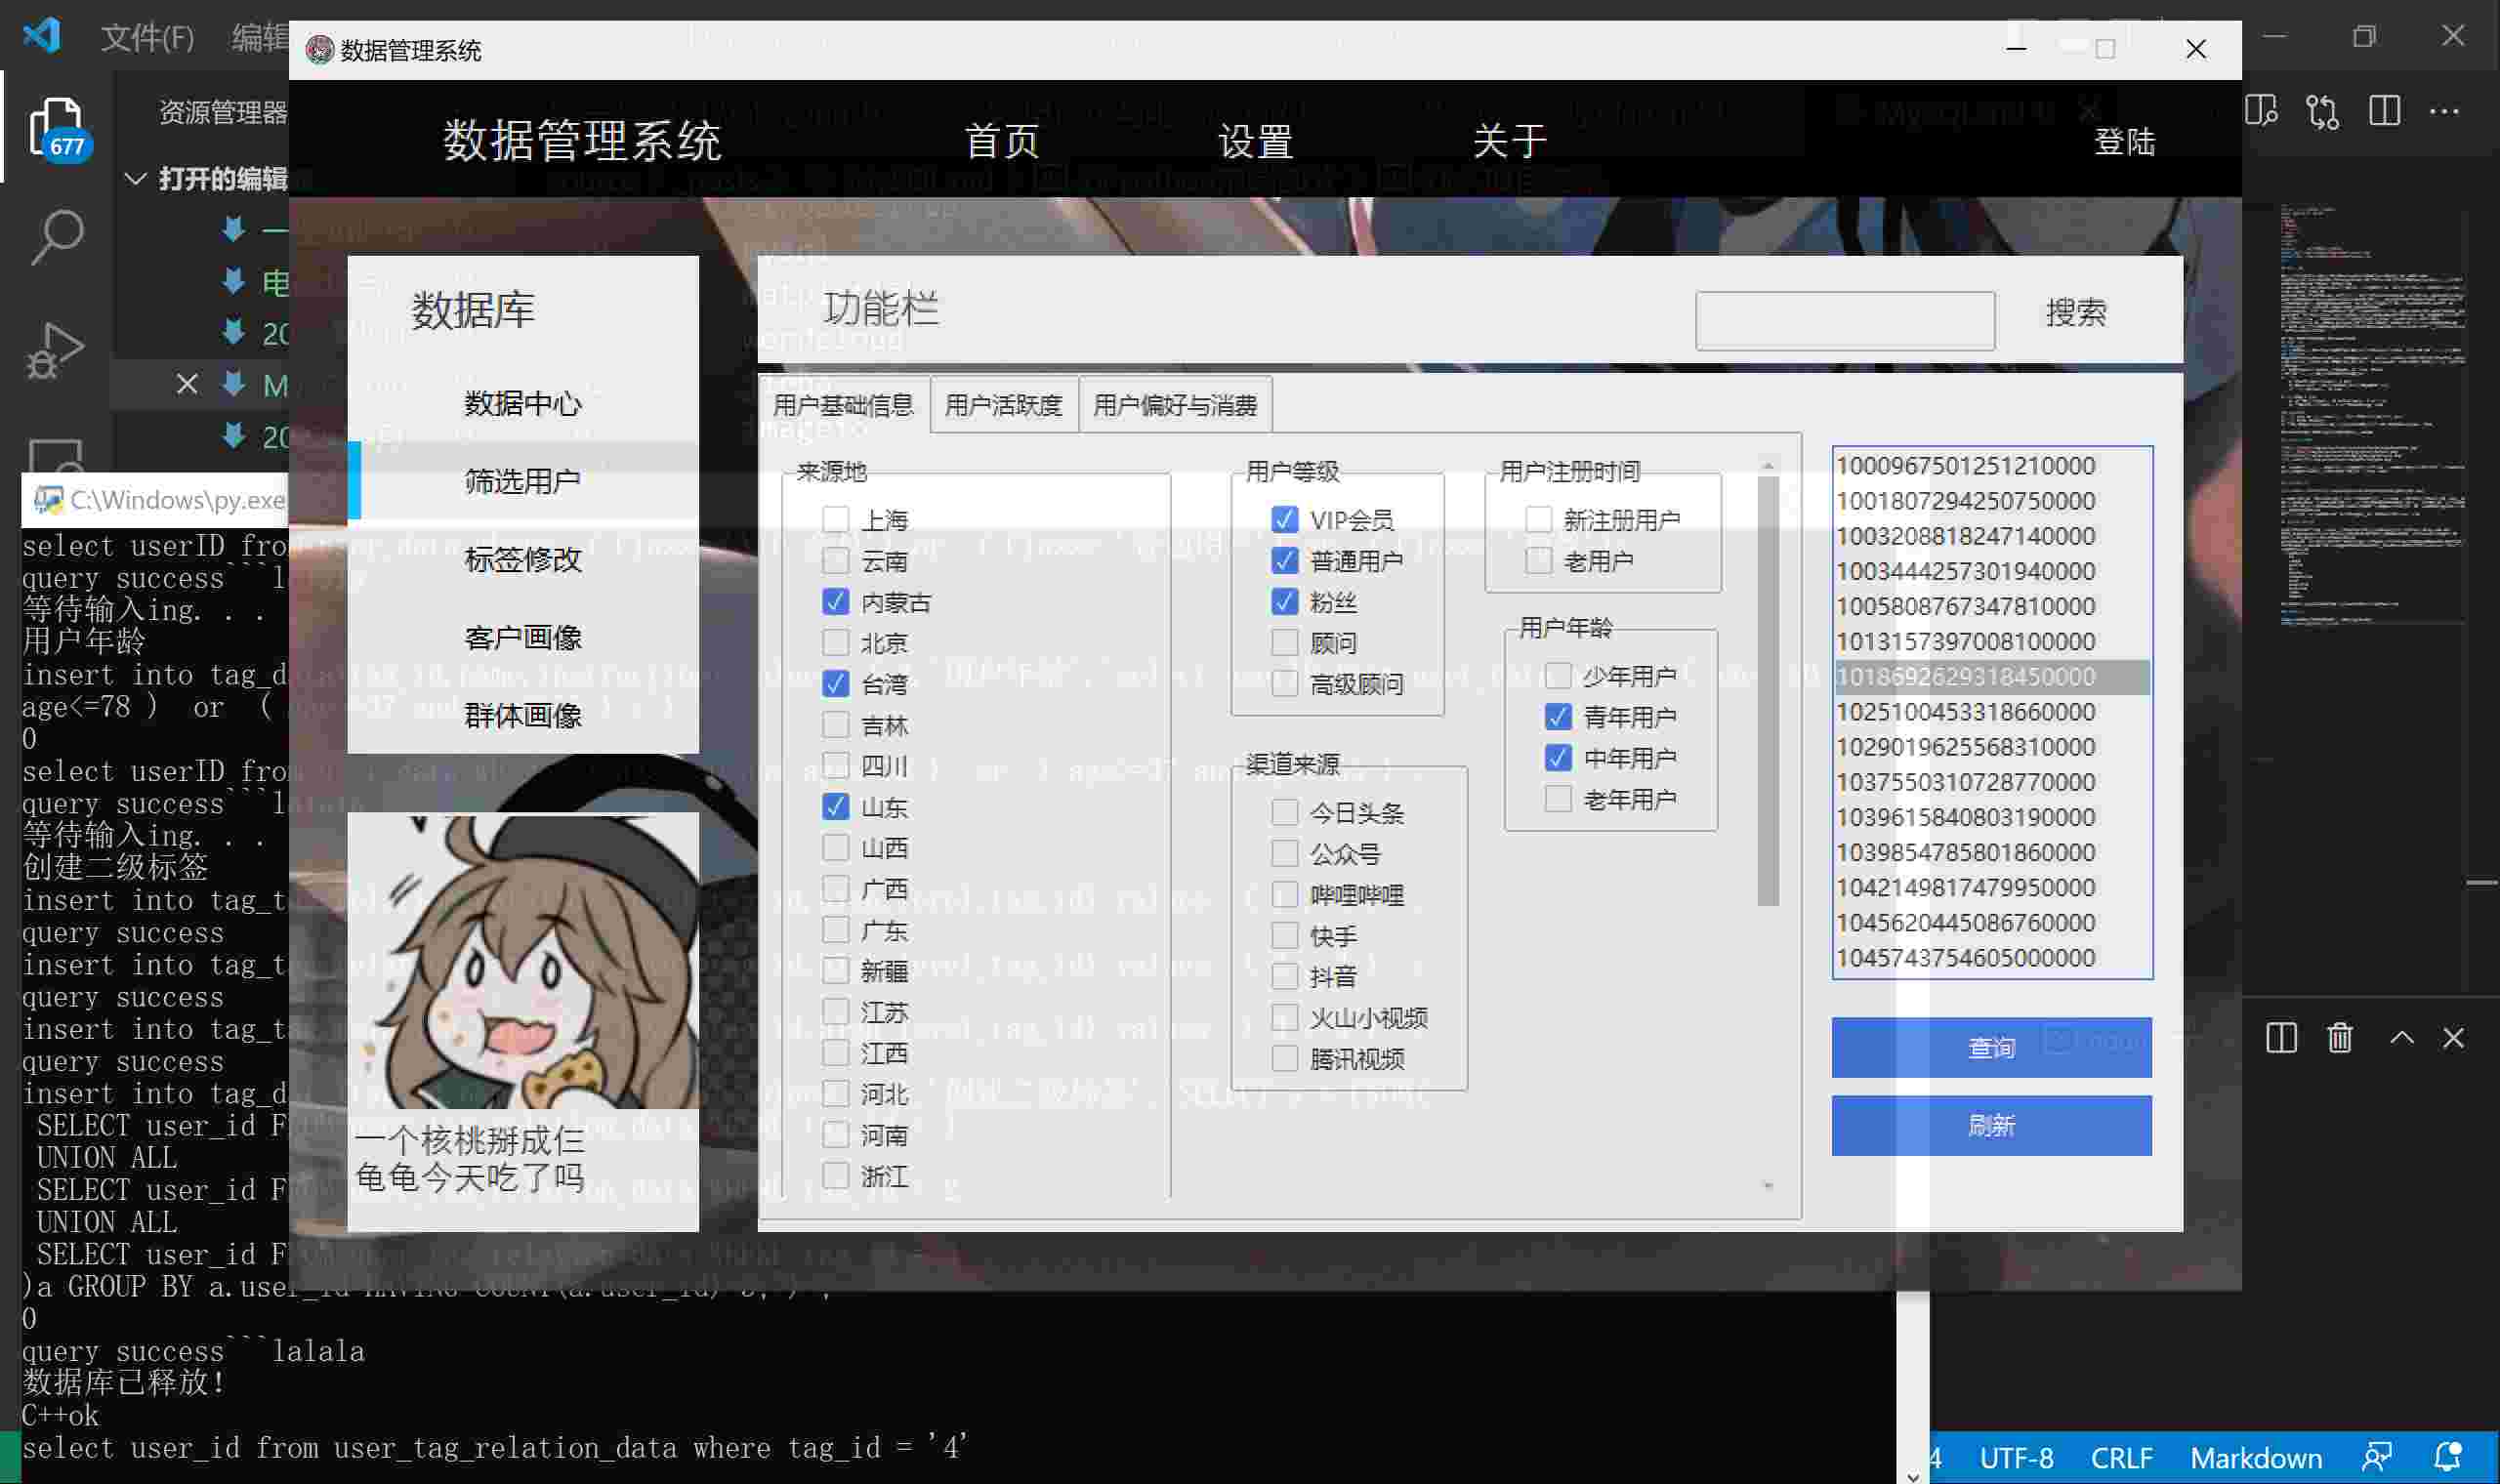 文件(F) 编辑
数据管理系统
资源管理器
677
打开的编辑
数据管理系统
首页
设置
关于
登陆
电
20
M
20
数据库
数据中心
筛选用户
标签修改
客户画像
群体画像
一个核桃掰成仨
龟龟今天吃了吗
功能栏
搜索
用户基础信息
用户活跃度
用户偏好与消费
来源地
上海
云南
内蒙古
北京
台湾
吉林
四川
山东
山西
广西
广东
新疆
江苏
江西
河北
河南
浙江
用户等级
VIP会员
普通用户
粉丝
顾问
高级顾问
渠道来源
今日头条
公众号
哔哩哔哩
快手
抖音
火山小视频
腾讯视频
用户注册时间
新注册用户
老用户
用户年龄
少年用户
青年用户
中年用户
老年用户
1000967501251210000
1001807294250750000
1003208818247140000
1003444257301940000
1005808767347810000
1013157397008100000
1018692629318450000
1025100453318660000
1029019625568310000
1037550310728770000
1039615840803190000
1039854785801860000
1042149817479950000
1045620445086760000
1045743754605000000
查询
刷新
C:\Windows\py.exe
select userID from
query success```la
等待输入ing. . .
用户年龄
insert into tag_d
age<=78 ) or (
0
select userID from
query success```la
等待输入ing. . .
创建二级标签
insert into tag_t
query success
insert into tag_t
query success
insert into tag_t
query success
insert into tag_d
SELECT user_id F
UNION ALL
SELECT user_id F
UNION ALL
SELECT user_id F
)a GROUP BY a.user_id HAVING COUNT(a.user_id)
0
query success```lalala
数据库已释放!
C++ok
select user_id from user_tag_relation_data where tag_id = '4'
4 UTF-8 CRLF Markdown